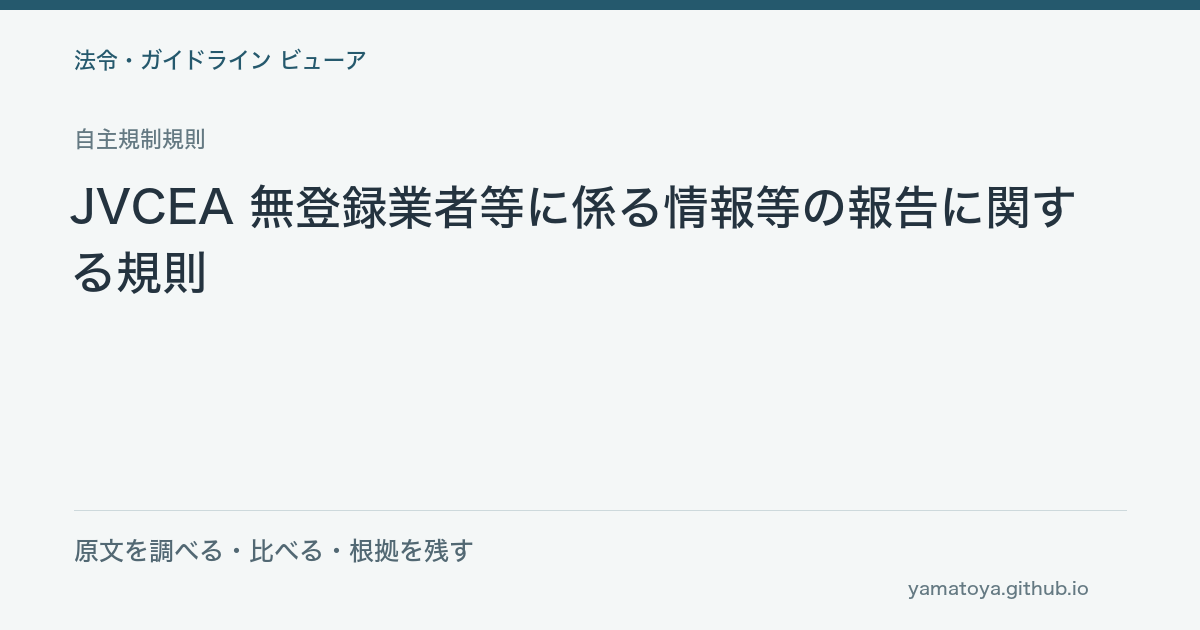 法令・ガイドライン ビューア
自主規制規則
JVCEA 無登録業者等に係る情報等の報告に関す
る規則
原文を調べる・比べる・根拠を残す
yamatoya.github.io